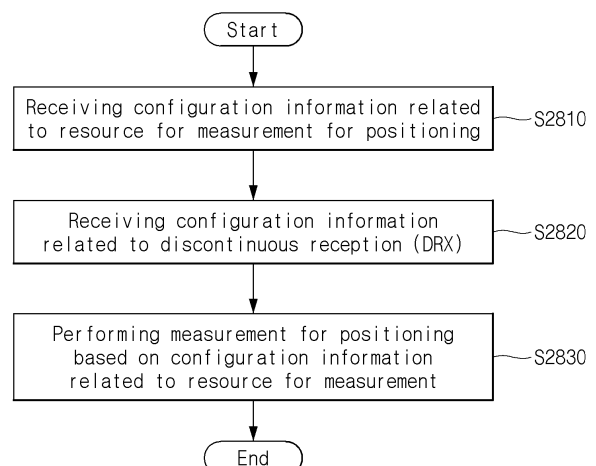 Start
Receiving configuration information related
to resource for measurement for positioning
S2810
Receiving configuration information
related to discontinuous reception (DRX)
S2820
Performing measurement for positioning
based on configuration information
related to resource for measurement
S2830
End